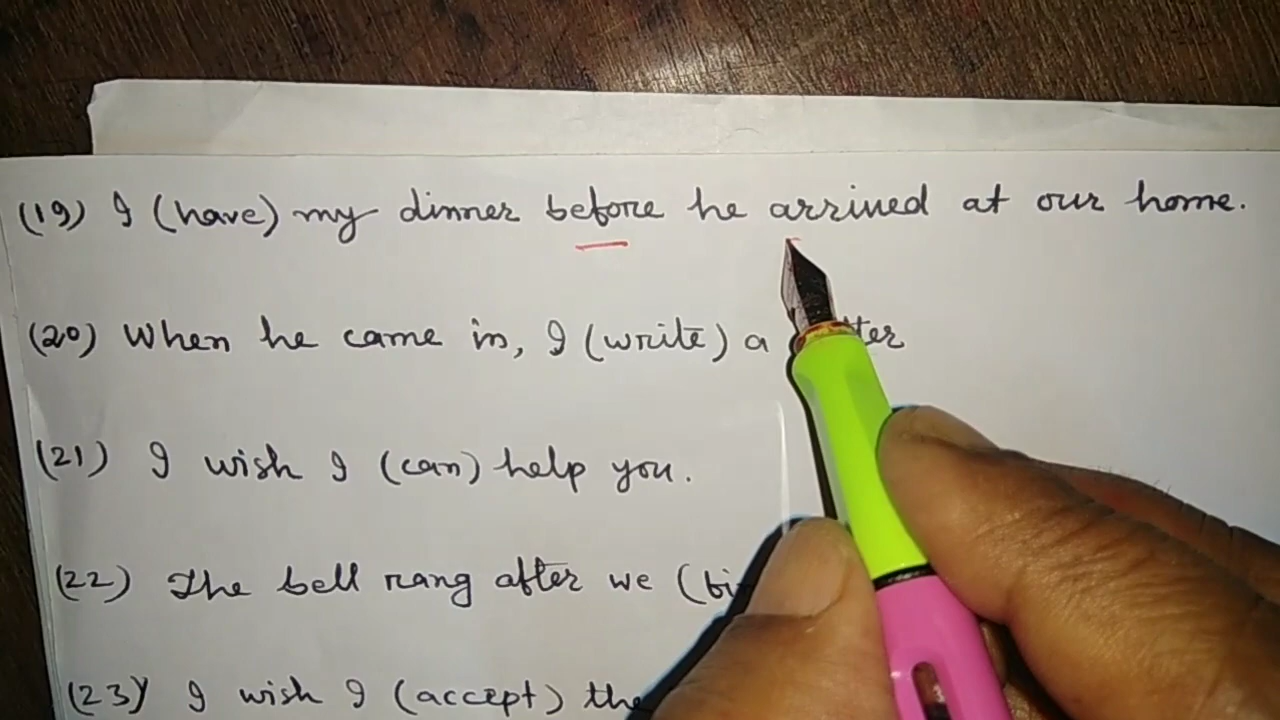 (19) I (have) my dinner before he arrived at our home.
(20) When he came in, I (write) a
(21) I wish I (can) help you.
(22) The bell rang after we
(23) I wish I (accept) the